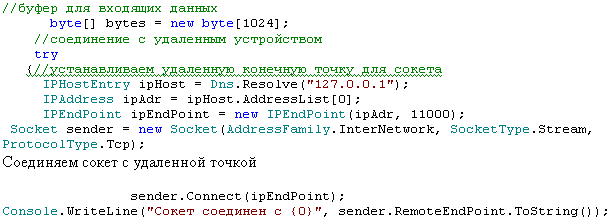 //буфер для входящих данных
byte[] bytes = new byte[1024];
//соединение с удаленным устройством
try
{//устанавливаем удаленную конечную точку для сокета
IPHostEntry ipHost = Dns.Resolve("127.0.0.1");
IPAddress ipAdr = ipHost.AddressList[0];
IPEndPoint ipEndPoint = new IPEndPoint(ipAdr, 11000);
Socket sender = new Socket(AddressFamily.InterNetwork, SocketType.Stream,
ProtocolType.Tcp);
Соединяем сокет с удаленной точкой
sender.Connect(ipEndPoint);
Console.WriteLine("Сокет соединен с {0}", sender.RemoteEndPoint.ToString());